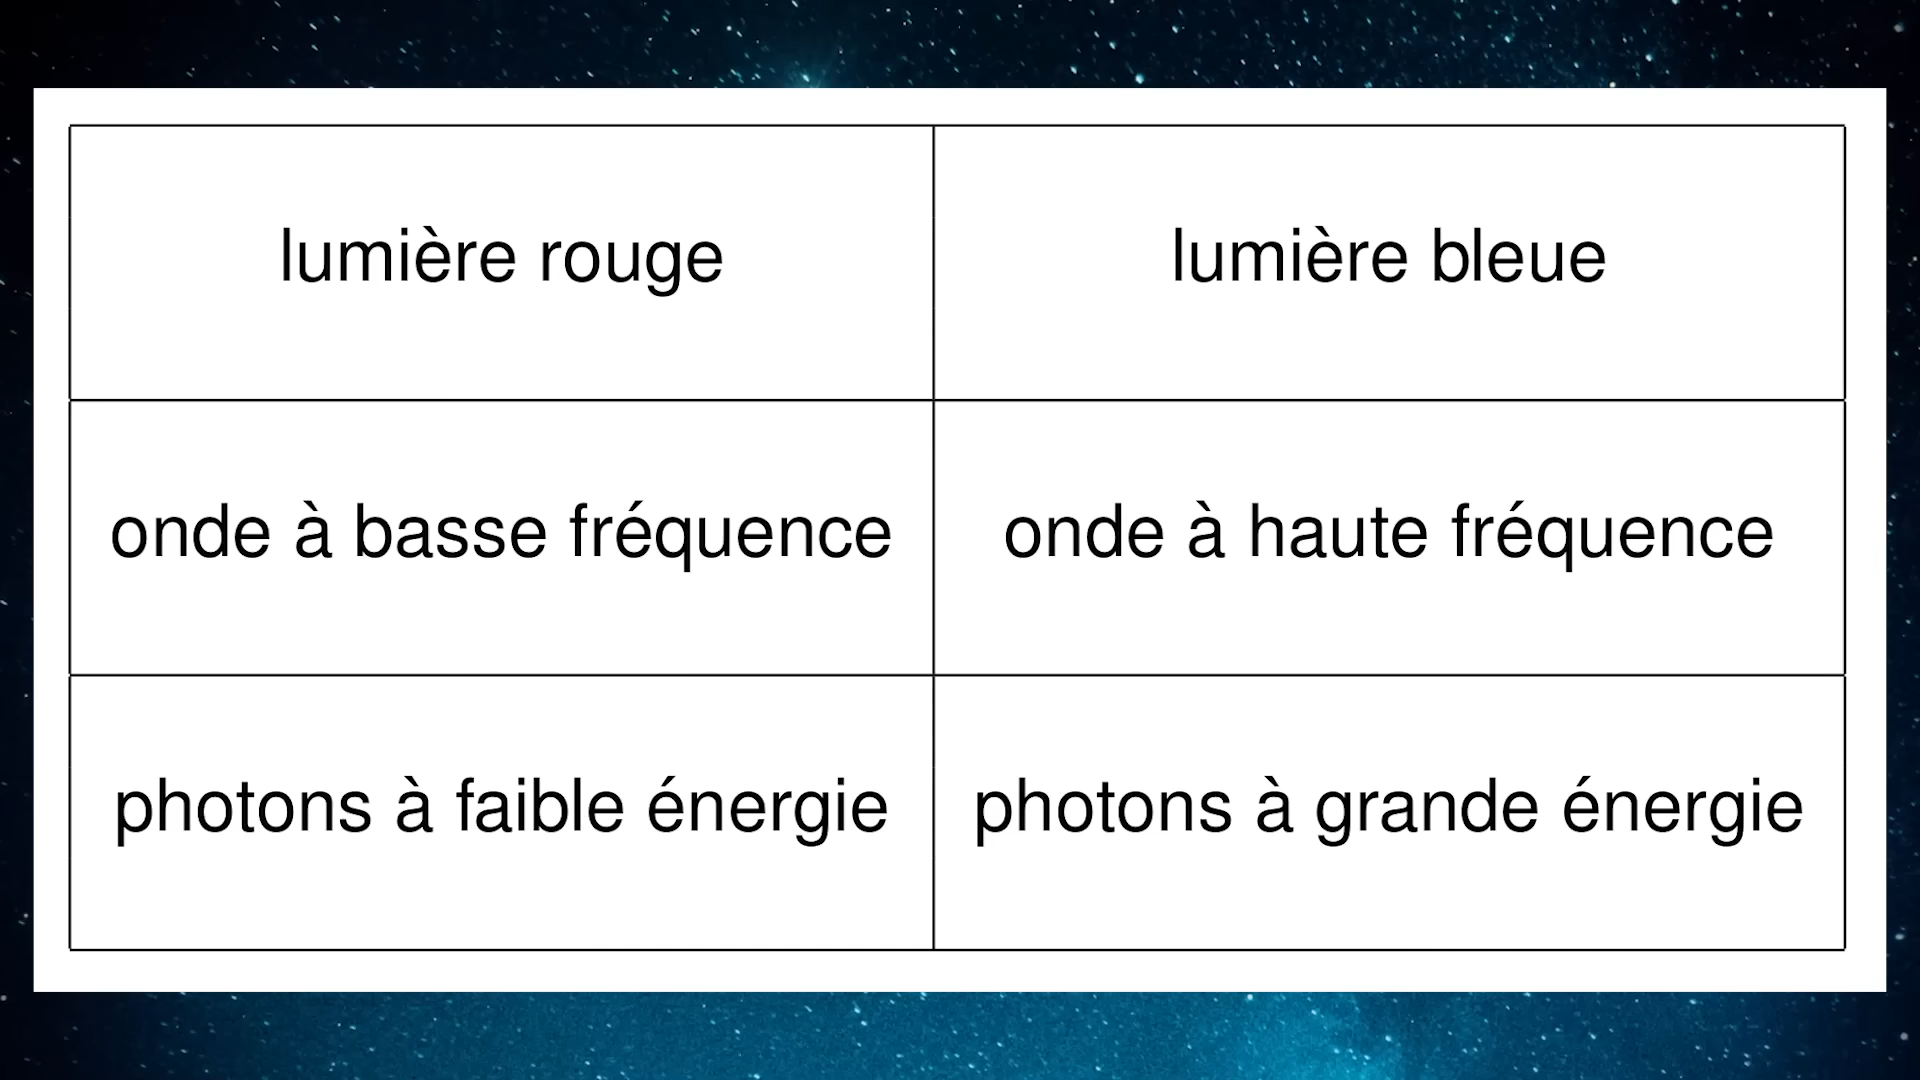 lumière rouge
lumière bleue
onde à basse fréquence
onde à haute fréquence
photons à faible énergie
photons à grande énergie